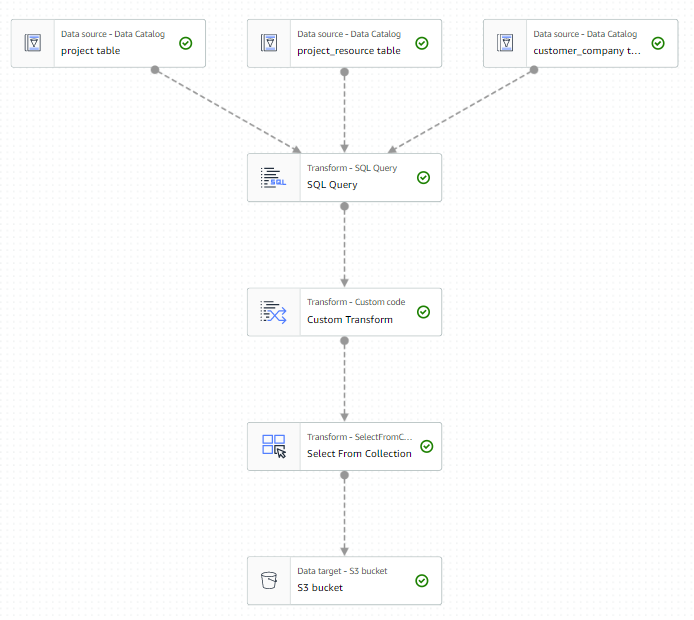 Data source - Data Catalog
project table
Data source - Data Catalog
project_resource table
Data source - Data Catalog
customer_company t...
Transform - SQL Query
SQL
SQL Query
Transform - Custom code
Custom Transform
Transform - SelectFromC...
Select From Collection
Data target - S3 bucket
S3 bucket